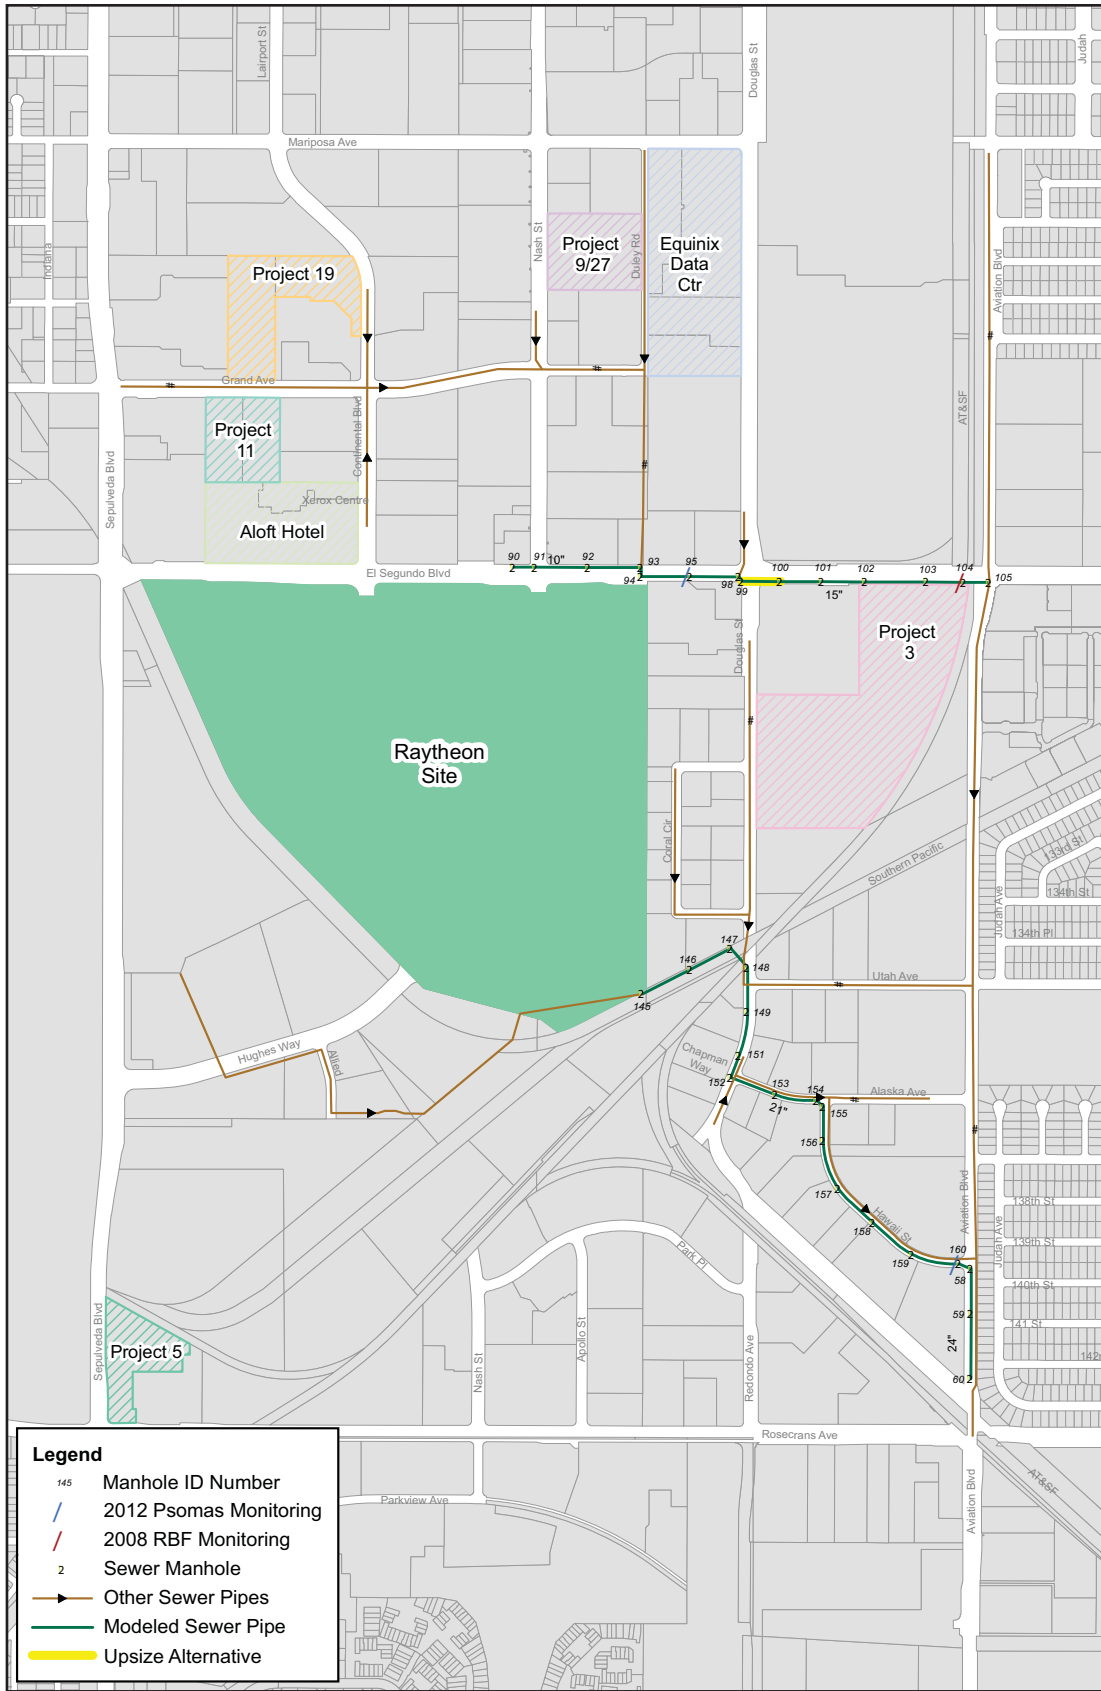 Lairport St
Douglas St
Judah
Mariposa Ave
Indiana
Nash St
Project
9/27
Duley Rd
Equinix
Data
Ctr
Aviation Blvd
Project 19
#
#
Grand Ave
#
AT&SF
Project
11
Continental Blvd
Sepulveda Blvd
#
Xerox Centre
Aloft Hotel
90
91
10"
92
93
95
El Segundo Blvd
94
98
99
100
101
102
103
104
105
15"
Douglas St
Project
3
#
Raytheon
Site
Coral Cir
Southern Pacific
133rd St
134th St
Judah Ave
134th Pl
147
146
148
Utah Ave
#
145
149
Hughes Way
Allied
Chapman
Way
151
152
153
154
Alaska Ave
#
21"
155
#
156
157
Hawaii St
158
159
160
Aviation Blvd
Judah Ave
138th St
139th St
140th St
141 St
142n
58
59
24"
60
Park Pl
Sepulveda Blvd
Project 5
Nash St
Apollo St
Redondo Ave
Rosecrans Ave
AT&SF
Aviation Blvd
Parkview Ave
Legend
145 Manhole ID Number
2012 Psomas Monitoring
2008 RBF Monitoring
2 Sewer Manhole
Other Sewer Pipes
Modeled Sewer Pipe
Upsize Alternative